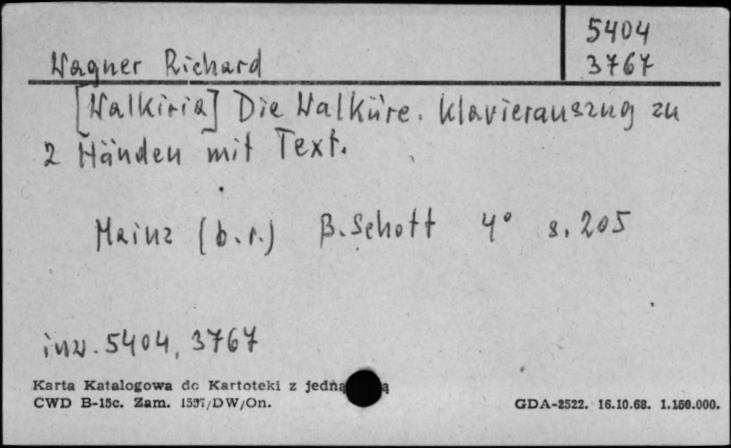 5404
Wagner Richard 3767
[Walkiria] Die Walküre. Klavierauszug zu
2 Händen mit Text.
Mainz (b.r.) B. Schott 4° s. 205
inw. 5404, 3767
Karta Katalogowa do Kartoteki z jedną
CWD B-15c. Zam. 1537/DW/On. GDA-2522. 16.10.68. 1.150.000.